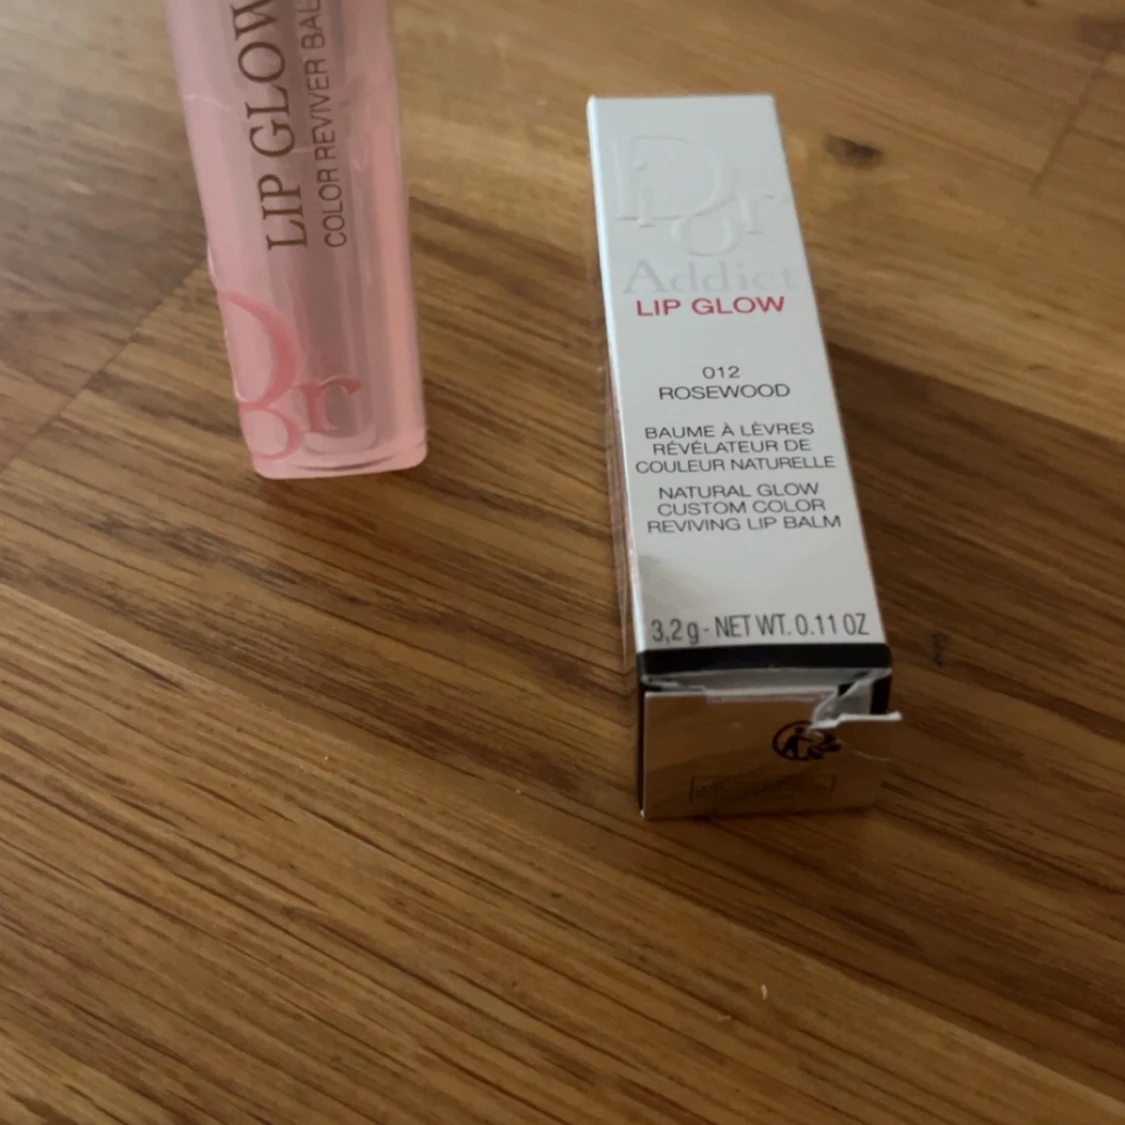 LIP GLOW
COLOR REVIVER BAL
Dior
Dior
Addict
LIP GLOW
012
ROSEWOOD
BAUME À LÈVRES
RÉVÉLATEUR DE
COULEUR NATURELLE
NATURAL GLOW
CUSTOM COLOR
REVIVING LIP BALM
3,2 g - NET WT. 0.11 OZ